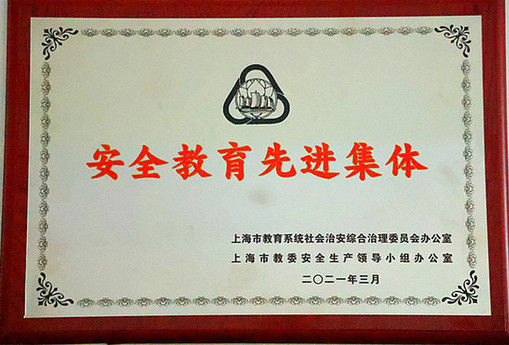 安全教育先进集体
上海市教育系统社会治安综合治理委员会办公室
上海市教委安全生产领导小组办公室
二〇二一年三月